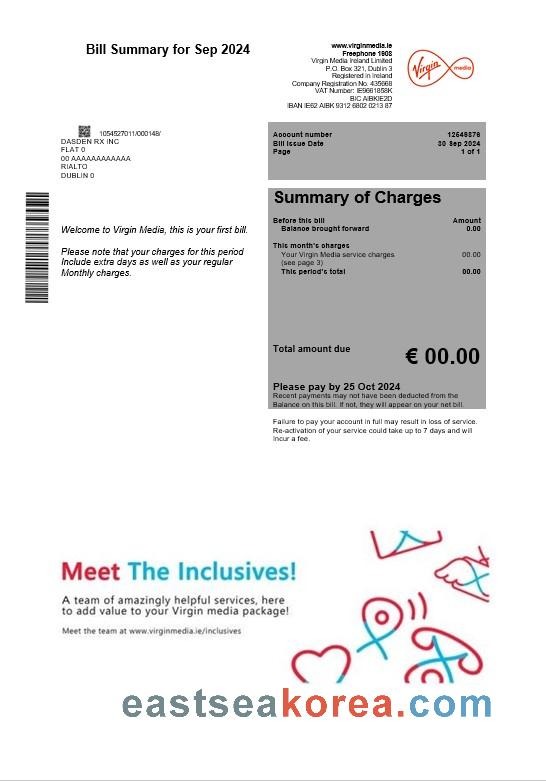 Bill Summary for Sep 2024
www.virginmedia.ie
Freephone 1908
Virgin Media Ireland Limited
P.O. Box 321, Dublin 3
Registered in Ireland
Company Registration No. 435668
VAT Number: IE9661858K
BIC AIBKIE2D
IBAN IE62 AIBK 9312 6802 0213 87
Virgin media
1054527011/000148/
DASDEN RX INC
FLAT 0
00 AAAAAAAAAAAA
RIALTO
DUBLIN 0
Account number 12548876
Bill Issue Date 30 Sep 2024
Page 1 of 1
Summary of Charges
Before this bill Amount
Balance brought forward 0.00
This month's charges
Your Virgin Media service charges 00.00
(see page 3)
This period's total 00.00
Welcome to Virgin Media, this is your first bill.
Please note that your charges for this period
Include extra days as well as your regular
Monthly charges.
Total amount due € 00.00
Please pay by 25 Oct 2024
Recent payments may not have been deducted from the
Balance on this bill. If not, they will appear on your net bill.
Failure to pay your account in full may result in loss of service.
Re-activation of your service could take up to 7 days and will
Incur a fee.
Meet The Inclusives!
A team of amazingly helpful services, here
to add value to your Virgin media package!
Meet the team at www.virginmedia.ie/inclusives
eastseakorea.com